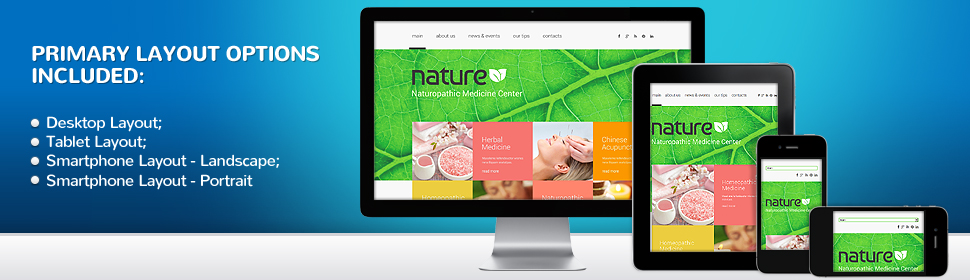 PRIMARY LAYOUT OPTIONS
INCLUDED:
Desktop Layout;
Tablet Layout;
Smartphone Layout - Landscape;
Smartphone Layout - Portrait
main about us news & events our tips contacts
nature
Naturopathic Medicine Center
Herbal
Medicine
read more
Chinese
Acupunct
Homeopathic
Naturopathic
main about us news & events our tips contacts
nature
Naturopathic Medicine Center
Homeopathic
Medicine
read more
Homeopathic
Medicine
nature
Naturopathic Medicine Center
nature
Naturopathic Medicine Center